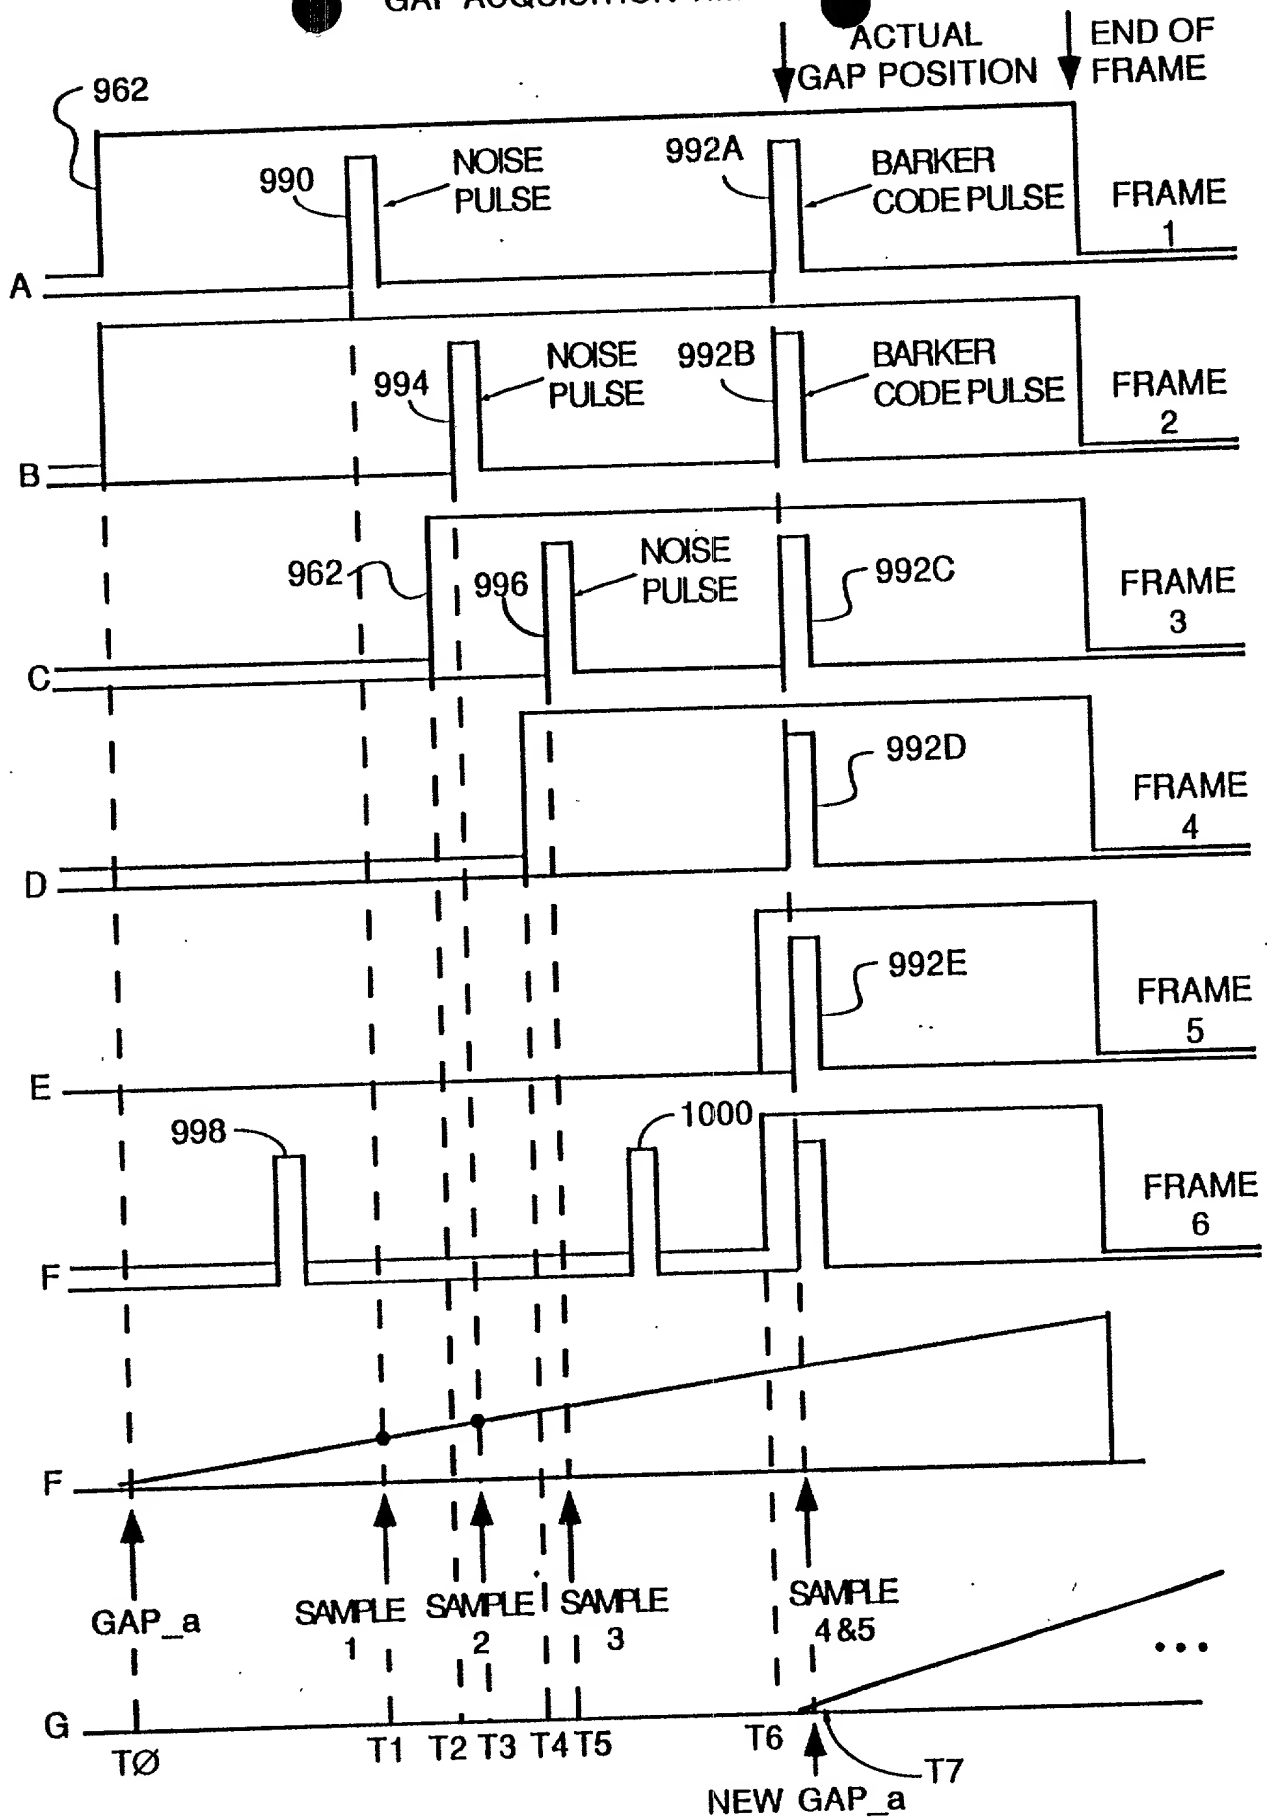 GAP ACQUISITION
ACTUAL
GAP POSITION
END OF
FRAME
962
990
NOISE
PULSE
992A
BARKER
CODE PULSE
FRAME
1
A
994
NOISE
PULSE
992B
BARKER
CODE PULSE
FRAME
2
B
962
996
NOISE
PULSE
992C
FRAME
3
C
992D
FRAME
4
D
992E
FRAME
5
E
998
1000
FRAME
6
F
F
GAP_a
SAMPLE
1
SAMPLE
2
SAMPLE
3
SAMPLE
4&5
...
G
TØ
T1
T2
T3
T4
T5
T6
T7
NEW GAP_a